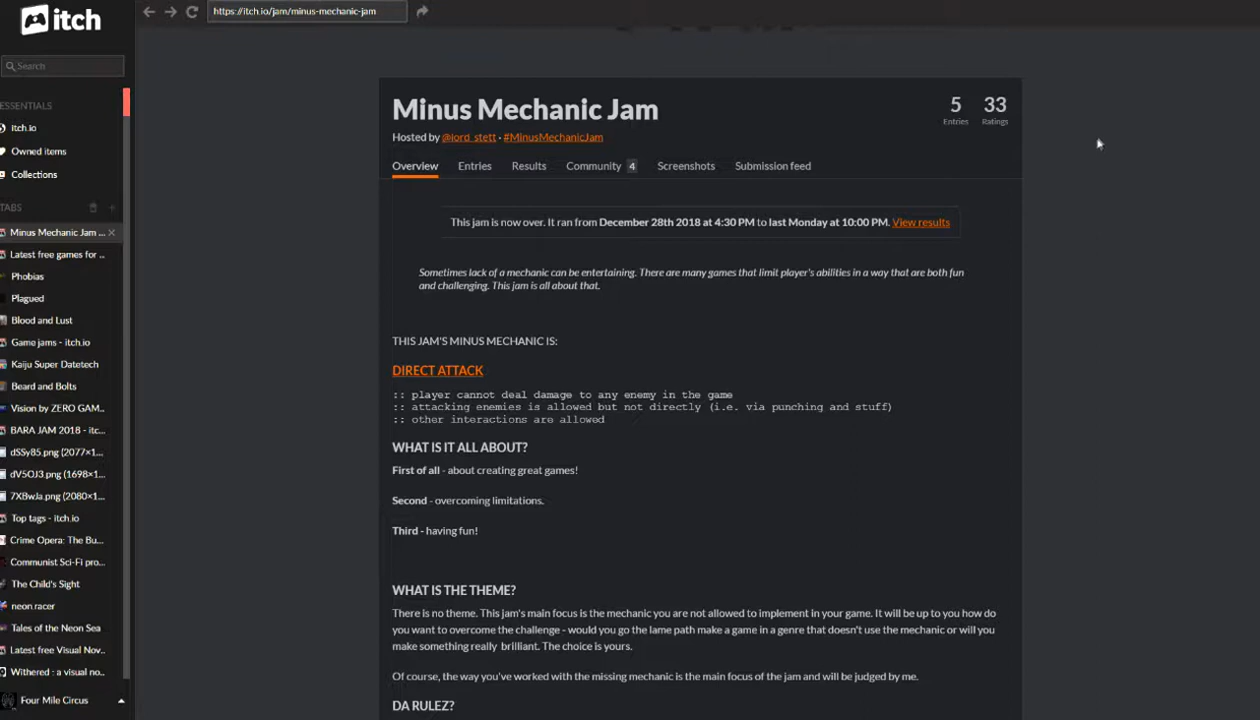 itch
https://itch.io/jam/minus-mechanic-jam
Search
ESSENTIALS
itch.io
Owned items
Collections
TABS
Minus Mechanic Jam ...
Latest free games for ...
Phobias
Plagued
Blood and Lust
Game jams - itch.io
Kaiju Super Datetech
Beard and Bolts
Vision by ZERO GAM...
BARA JAM 2018 - itc...
dSSy85.png (2077×1...
dV5OJ3.png (1698×1...
7XBwJa.png (2080×1...
Top tags - itch.io
Crime Opera: The Bu...
Communist Sci-Fi pro...
The Child's Sight
neon racer
Tales of the Neon Sea
Latest free Visual Nov...
Withered : a visual no...
Four Mile Circus
Minus Mechanic Jam
5 33
Entries Ratings
Hosted by @lord_stett · #MinusMechanicJam
Overview Entries Results Community 4 Screenshots Submission feed
This jam is now over. It ran from December 28th 2018 at 4:30 PM to last Monday at 10:00 PM. View results
Sometimes lack of a mechanic can be entertaining. There are many games that limit player's abilities in a way that are both fun
and challenging. This jam is all about that.
THIS JAM'S MINUS MECHANIC IS:
DIRECT ATTACK
:: player cannot deal damage to any enemy in the game
:: attacking enemies is allowed but not directly (i.e. via punching and stuff)
:: other interactions are allowed
WHAT IS IT ALL ABOUT?
First of all - about creating great games!
Second - overcoming limitations.
Third - having fun!
WHAT IS THE THEME?
There is no theme. This jam's main focus is the mechanic you are not allowed to implement in your game. It will be up to you how do
you want to overcome the challenge - would you go the lame path make a game in a genre that doesn't use the mechanic or will you
make something really brilliant. The choice is yours.
Of course, the way you've worked with the missing mechanic is the main focus of the jam and will be judged by me.
DA RULEZ?